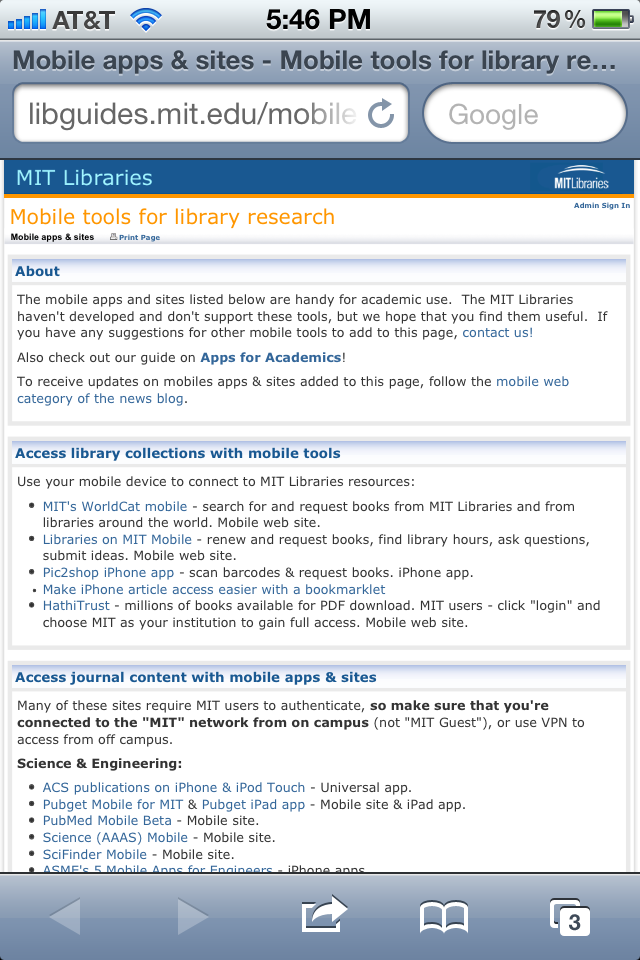 AT&T 5:46 PM 79%
Mobile apps & sites - Mobile tools for library re...
libguides.mit.edu/mobile Google
MIT Libraries MITLibraries
Admin Sign In
Mobile tools for library research
Mobile apps & sites Print Page
About
The mobile apps and sites listed below are handy for academic use. The MIT Libraries
haven't developed and don't support these tools, but we hope that you find them useful. If
you have any suggestions for other mobile tools to add to this page, contact us!
Also check out our guide on Apps for Academics!
To receive updates on mobiles apps & sites added to this page, follow the mobile web
category of the news blog.
Access library collections with mobile tools
Use your mobile device to connect to MIT Libraries resources:
• MIT's WorldCat mobile - search for and request books from MIT Libraries and from
libraries around the world. Mobile web site.
• Libraries on MIT Mobile - renew and request books, find library hours, ask questions,
submit ideas. Mobile web site.
• Pic2shop iPhone app - scan barcodes & request books. iPhone app.
• Make iPhone article access easier with a bookmarklet
• HathiTrust - millions of books available for PDF download. MIT users - click "login" and
choose MIT as your institution to gain full access. Mobile web site.
Access journal content with mobile apps & sites
Many of these sites require MIT users to authenticate, so make sure that you're
connected to the "MIT" network from on campus (not "MIT Guest"), or use VPN to
access from off campus.
Science & Engineering:
• ACS publications on iPhone & iPod Touch - Universal app.
• Pubget Mobile for MIT & Pubget iPad app - Mobile site & iPad app.
• PubMed Mobile Beta - Mobile site.
• Science (AAAS) Mobile - Mobile site.
• SciFinder Mobile - Mobile site.
• ASME's 5 Mobile Apps for Engineers - iPhone apps
3